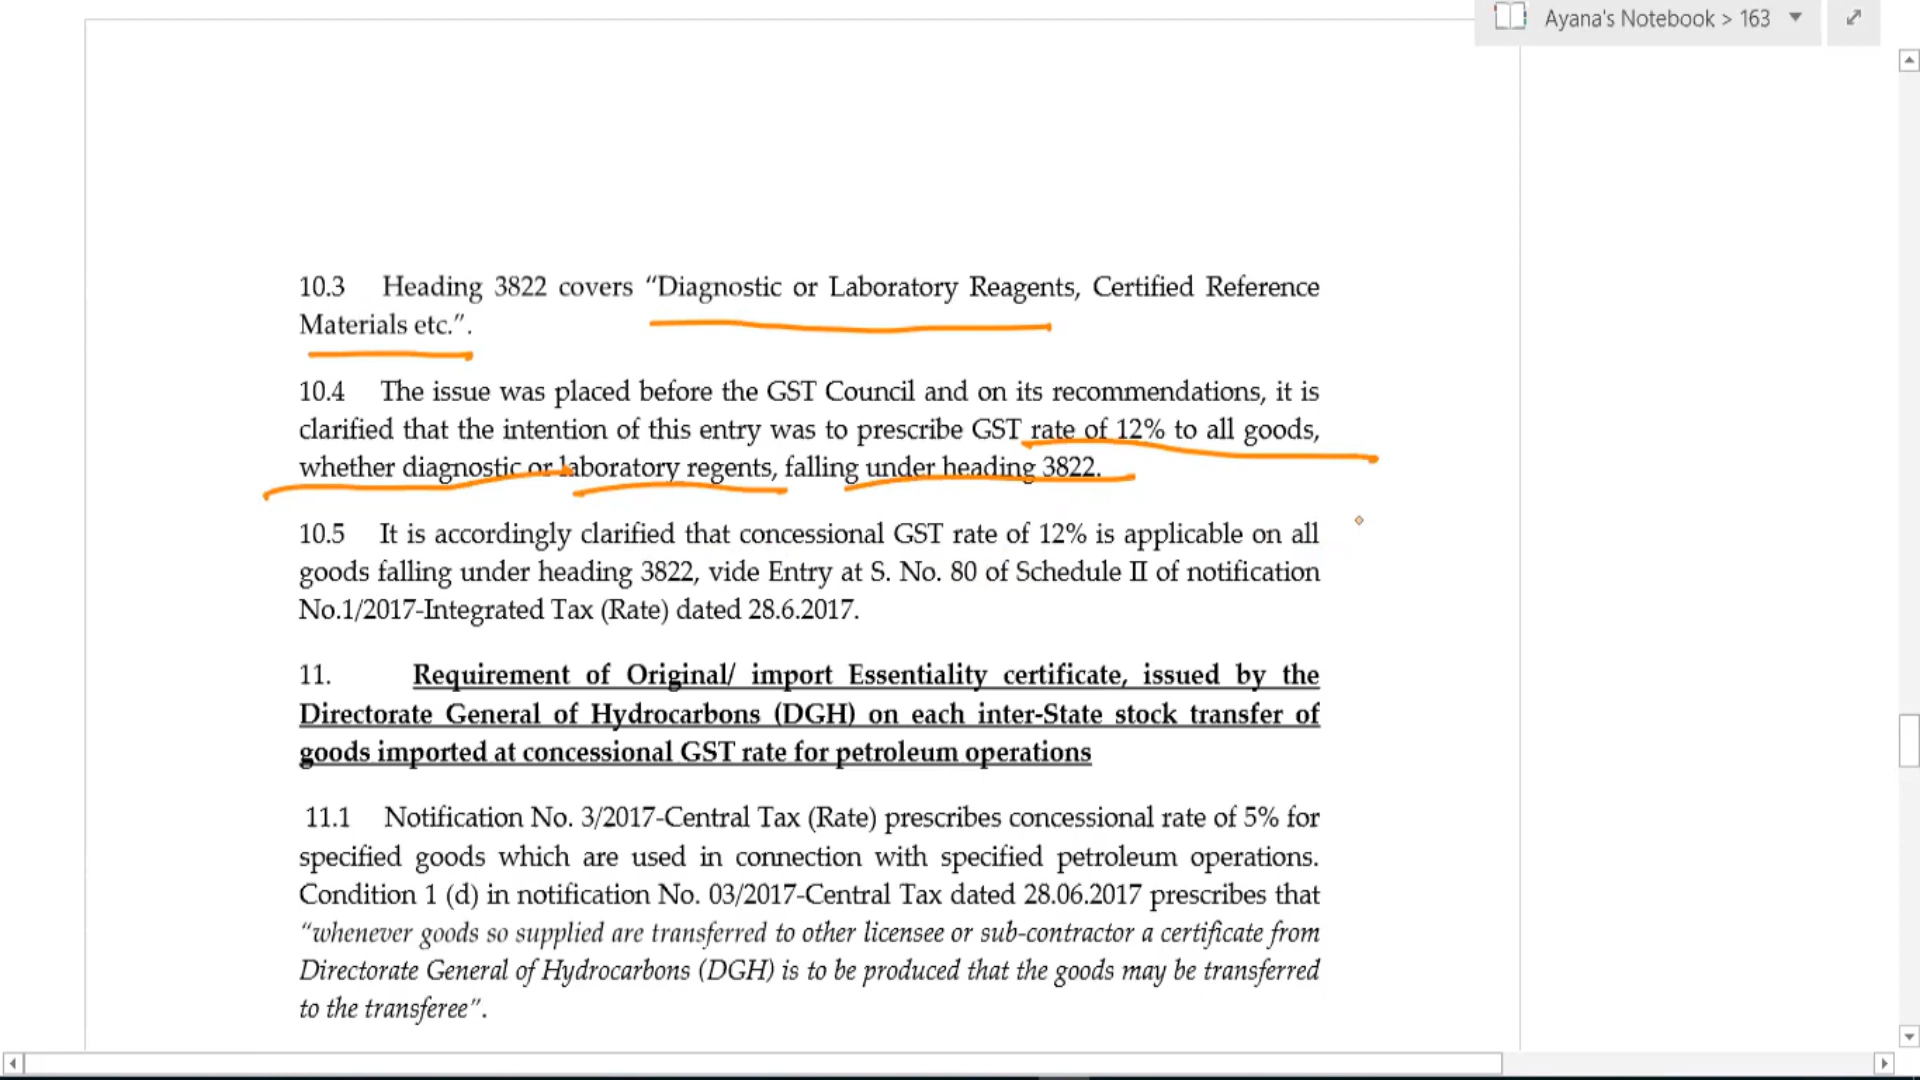 Ayana's Notebook > 163
10.3 Heading 3822 covers “Diagnostic or Laboratory Reagents, Certified Reference
Materials etc.”.
10.4 The issue was placed before the GST Council and on its recommendations, it is
clarified that the intention of this entry was to prescribe GST rate of 12% to all goods,
whether diagnostic or laboratory regents, falling under heading 3822.
10.5 It is accordingly clarified that concessional GST rate of 12% is applicable on all
goods falling under heading 3822, vide Entry at S. No. 80 of Schedule II of notification
No.1/2017-Integrated Tax (Rate) dated 28.6.2017.
11. Requirement of Original/ import Essentiality certificate, issued by the
Directorate General of Hydrocarbons (DGH) on each inter-State stock transfer of
goods imported at concessional GST rate for petroleum operations
11.1 Notification No. 3/2017-Central Tax (Rate) prescribes concessional rate of 5% for
specified goods which are used in connection with specified petroleum operations.
Condition 1 (d) in notification No. 03/2017-Central Tax dated 28.06.2017 prescribes that
“whenever goods so supplied are transferred to other licensee or sub-contractor a certificate from
Directorate General of Hydrocarbons (DGH) is to be produced that the goods may be transferred
to the transferee”.